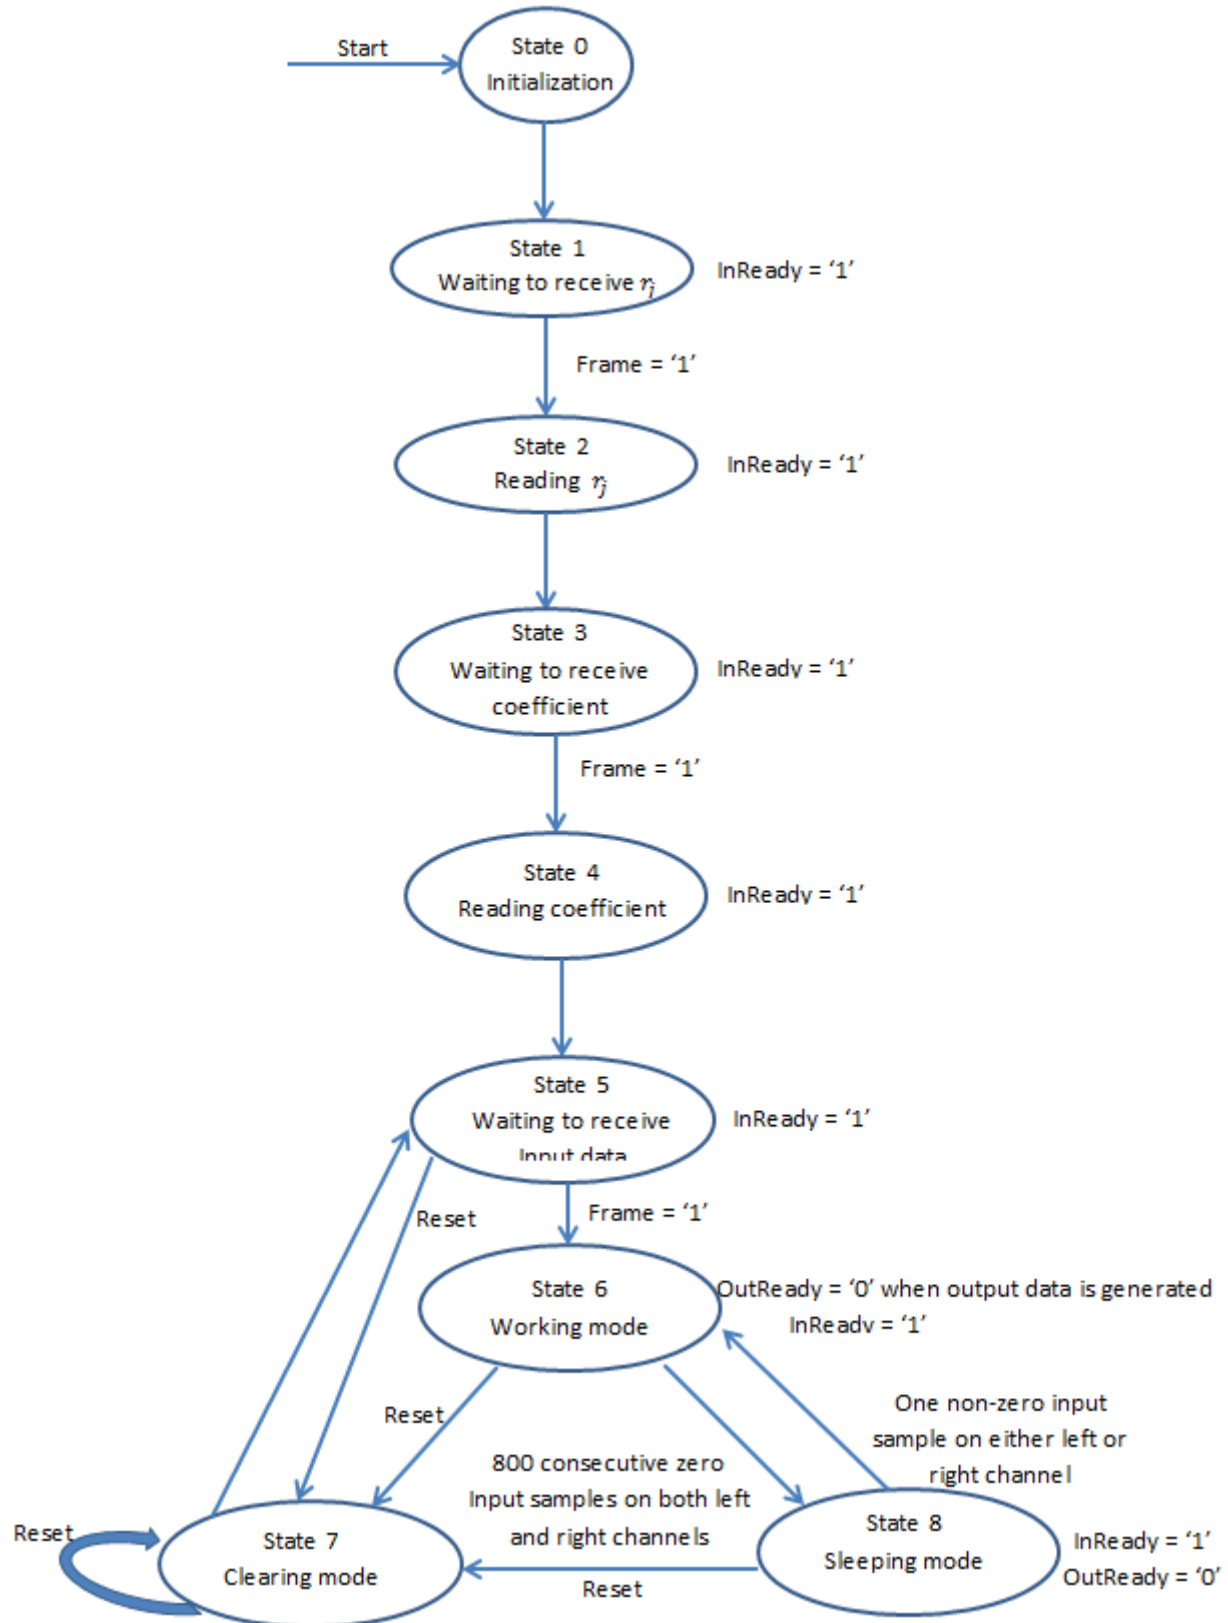 Start
State 0
Initialization
State 1
Waiting to receive rj
InReady = ‘1’
Frame = ‘1’
State 2
Reading rj
InReady = ‘1’
State 3
Waiting to receive
coefficient
InReady = ‘1’
Frame = ‘1’
State 4
Reading coefficient
InReady = ‘1’
State 5
Waiting to receive
Input data
InReady = ‘1’
Reset
Frame = ‘1’
State 6
Working mode
OutReady = ‘0’ when output data is generated
InReady = ‘1’
Reset
One non-zero input
sample on either left or
right channel
800 consecutive zero
Input samples on both left
and right channels
Reset
State 7
Clearing mode
State 8
Sleeping mode
InReady = ‘1’
OutReady = ‘0’
Reset